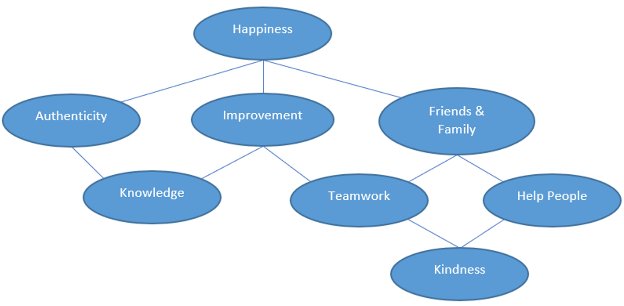 Happiness
Authenticity
Improvement
Friends &
Family
Knowledge
Teamwork
Help People
Kindness